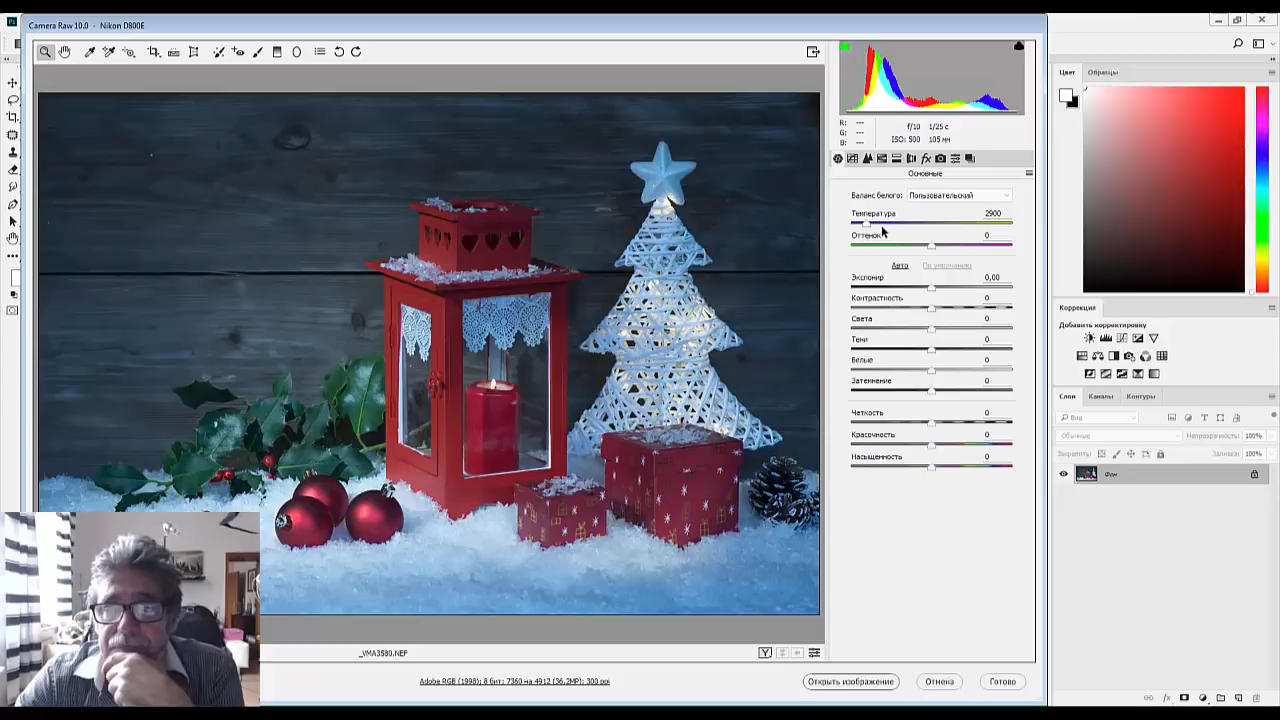 Camera Raw 10.0 - Nikon D800E
R: ---
G: ---
B: ---
f/10 1/25 с
ISO: 500 105 мм
Основные
Баланс белого: Пользовательский
Температура 2900
Оттенок 0
Авто По умолчанию
Экспонир 0,00
Контрастность 0
Света 0
Тени 0
Белые 0
Затемнение 0
Четкость 0
Красочность 0
Насыщенность 0
_VMA3580.NEF
Adobe RGB (1998); 8 бит; 7360 на 4912 (36,2MP); 300 ppi
Открыть изображение
Отмена
Готово
Цвет Образцы
Коррекция
Добавить корректировку
Слои Каналы Контуры
Вид
Обычные Непрозрачность: 100%
Закрепить: Заливка: 100%
Фон